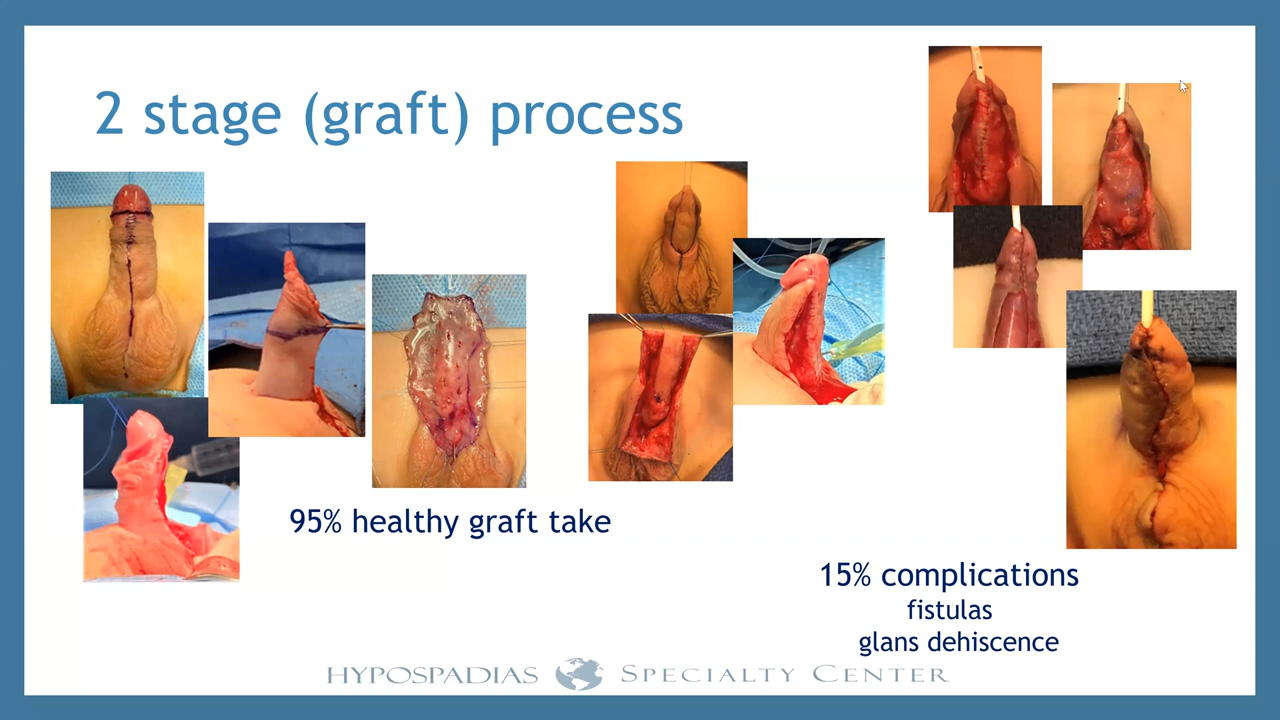 2 stage (graft) process
95% healthy graft take
15% complications
fistulas
glans dehiscence
HYPOSPADIAS SPECIALTY CENTER